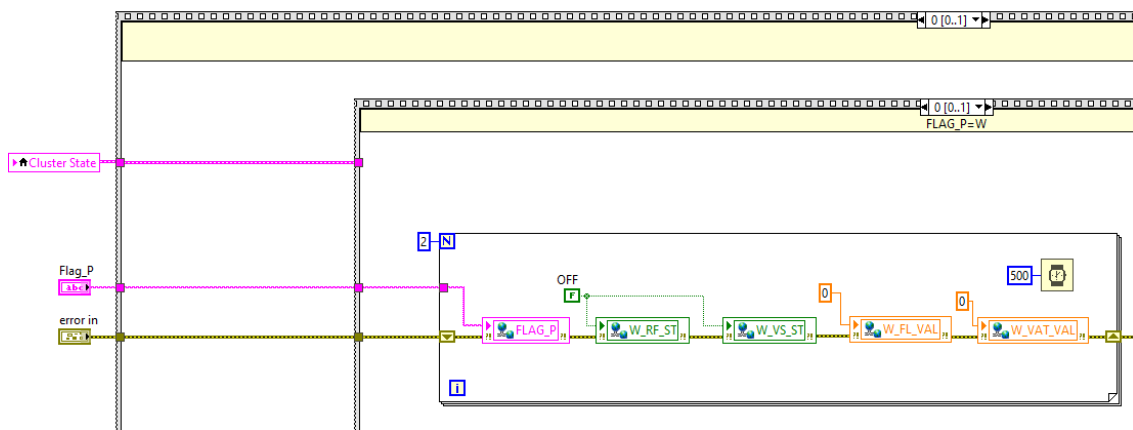 0 [0..1]
0 [0..1]
FLAG_P=W
Cluster State
2 N
Flag_P
abc
OFF
F
0
0
500
error in
FLAG_P
W_RF_ST
W_VS_ST
W_FL_VAL
W_VAT_VAL
?! ?! ?! ?! ?! ?! ?! ?! ?! ?!
i